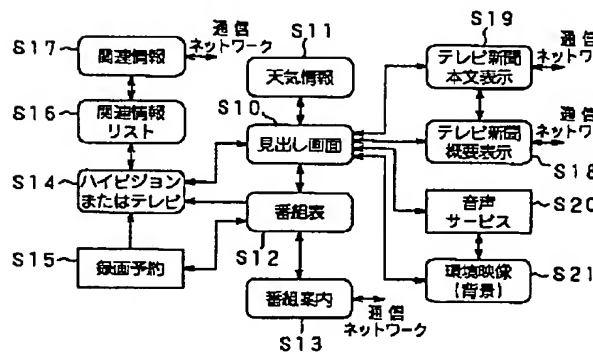 S17
関連情報
通信
ネットワーク
S16
関連情報
リスト
S14
ハイビジョン
またはテレビ
S15
録画予約
S11
天気情報
S10
見出し画面
番組表
S12
番組案内
S13
通信
ネットワーク
S19
テレビ新聞
本文表示
通信
ネットワーク
テレビ新聞
概要表示
通信
ネットワーク
S18
音声
サービス
S20
環境映像
(背景)
S21